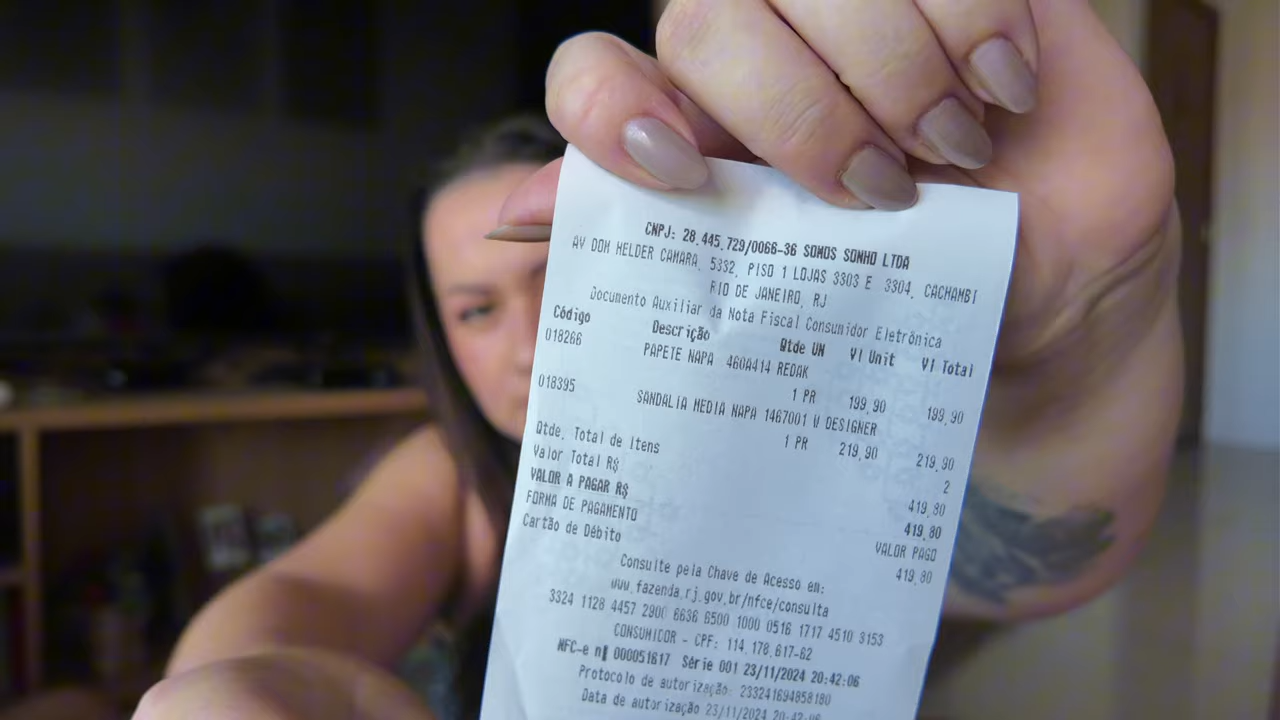 CNPJ: 28.445.729/0066-36 SOMOS SONHO LTDA
AV DOM HELDER CAMARA, 5332, PISO 1 LOJAS 3303 E 3304, CACHAMBI
RIO DE JANEIRO, RJ
Documento Auxiliar da Nota Fiscal Consumidor Eletrônica
Código Descrição Qtde UN Vl Unit Vl Total
018266 PAPETE NAPA 460A414 REDAK
1 PR 199,90 199,90
018395 SANDALIA MEDIA NAPA 1467001 W DESIGNER
1 PR 219,90 219,90
Qtde. Total de Itens 2
Valor Total R$ 419,80
VALOR A PAGAR R$ 419,80
FORMA DE PAGAMENTO VALOR PAGO
Cartão de Débito 419,80
Consulte pela Chave de Acesso em:
www.fazenda.rj.gov.br/nfce/consulta
3324 1128 4457 2900 6636 6500 1000 0516 1717 4510 3153
CONSUMIDOR - CPF: 114.178.617-62
NFC-e nº 000051617 Série 001 23/11/2024 20:42:06
Protocolo de autorização: 233241694858180
Data de autorização 23/11/2024 20:42:06